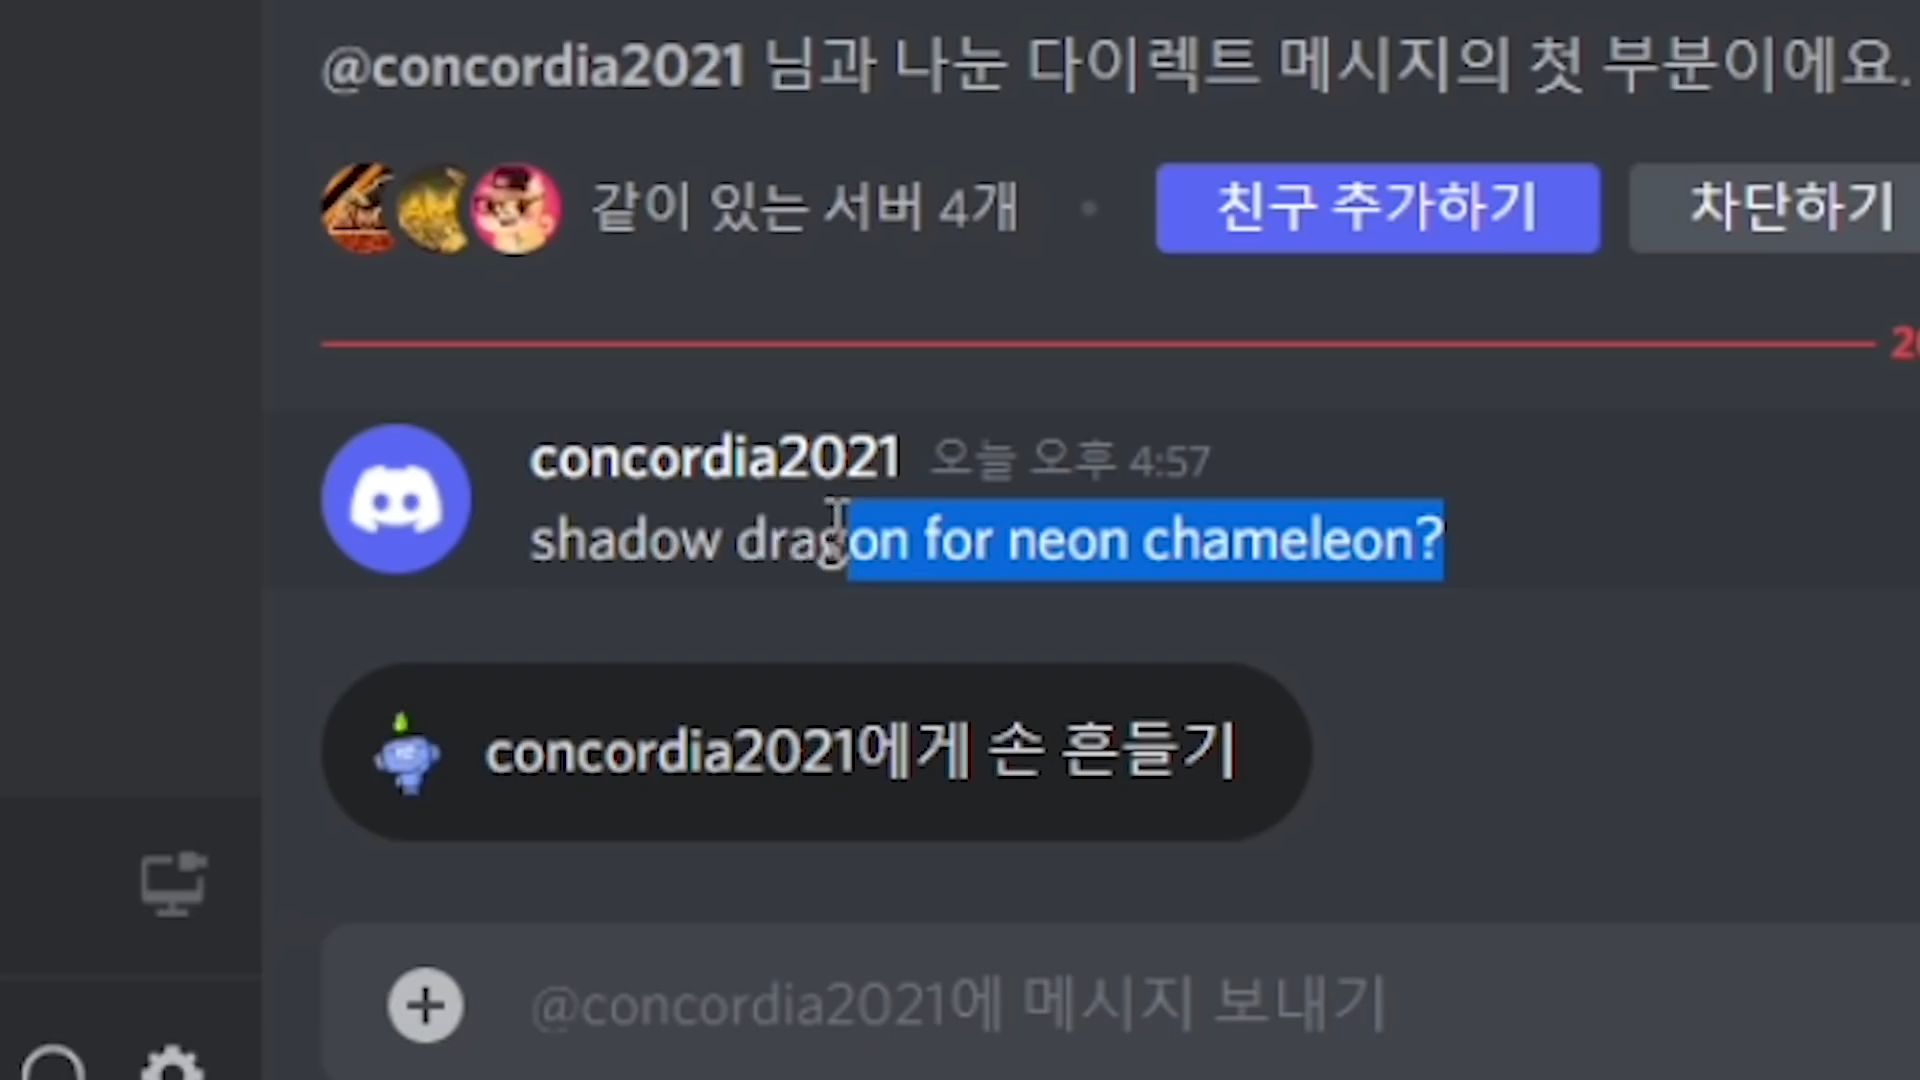 @concordia2021 님과 나눈 다이렉트 메시지의 첫 부분이에요.
같이 있는 서버 4개 • 친구 추가하기 차단하기
concordia2021 오늘 오후 4:57
shadow dragon for neon chameleon?
concordia2021에게 손 흔들기
@concordia2021에 메시지 보내기